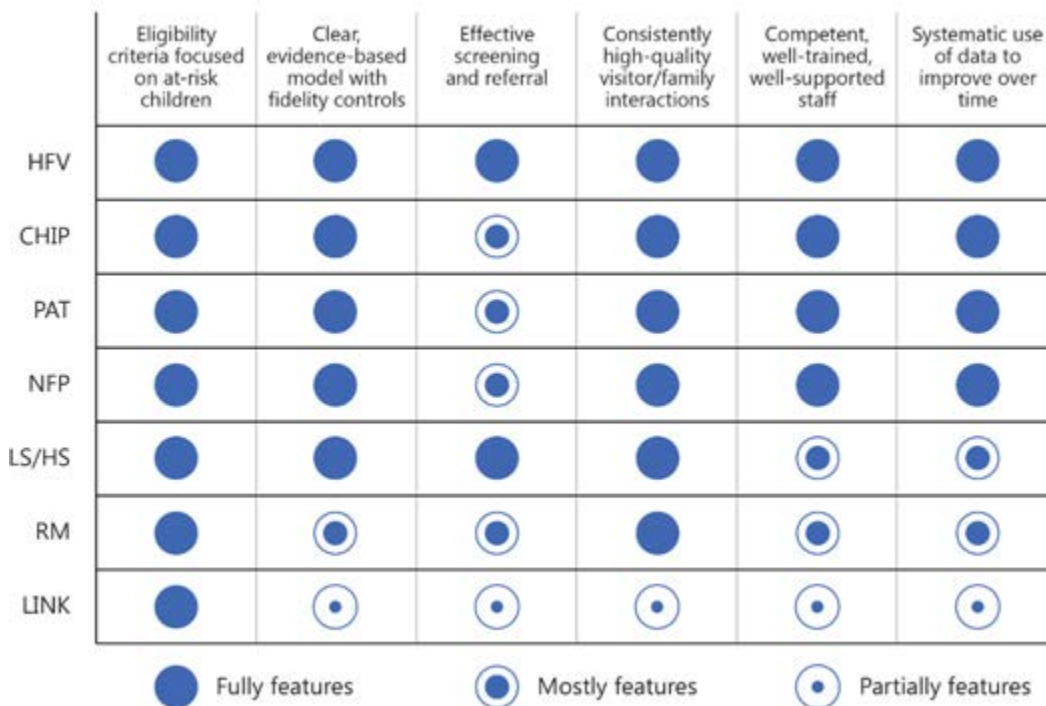 Eligibility
criteria focused
on at-risk
children
Clear,
evidence-based
model with
fidelity controls
Effective
screening
and referral
Consistently
high-quality
visitor/family
interactions
Competent,
well-trained,
well-supported
staff
Systematic use
of data to
improve over
time
HFV
CHIP
PAT
NFP
LS/HS
RM
LINK
Fully features
Mostly features
Partially features